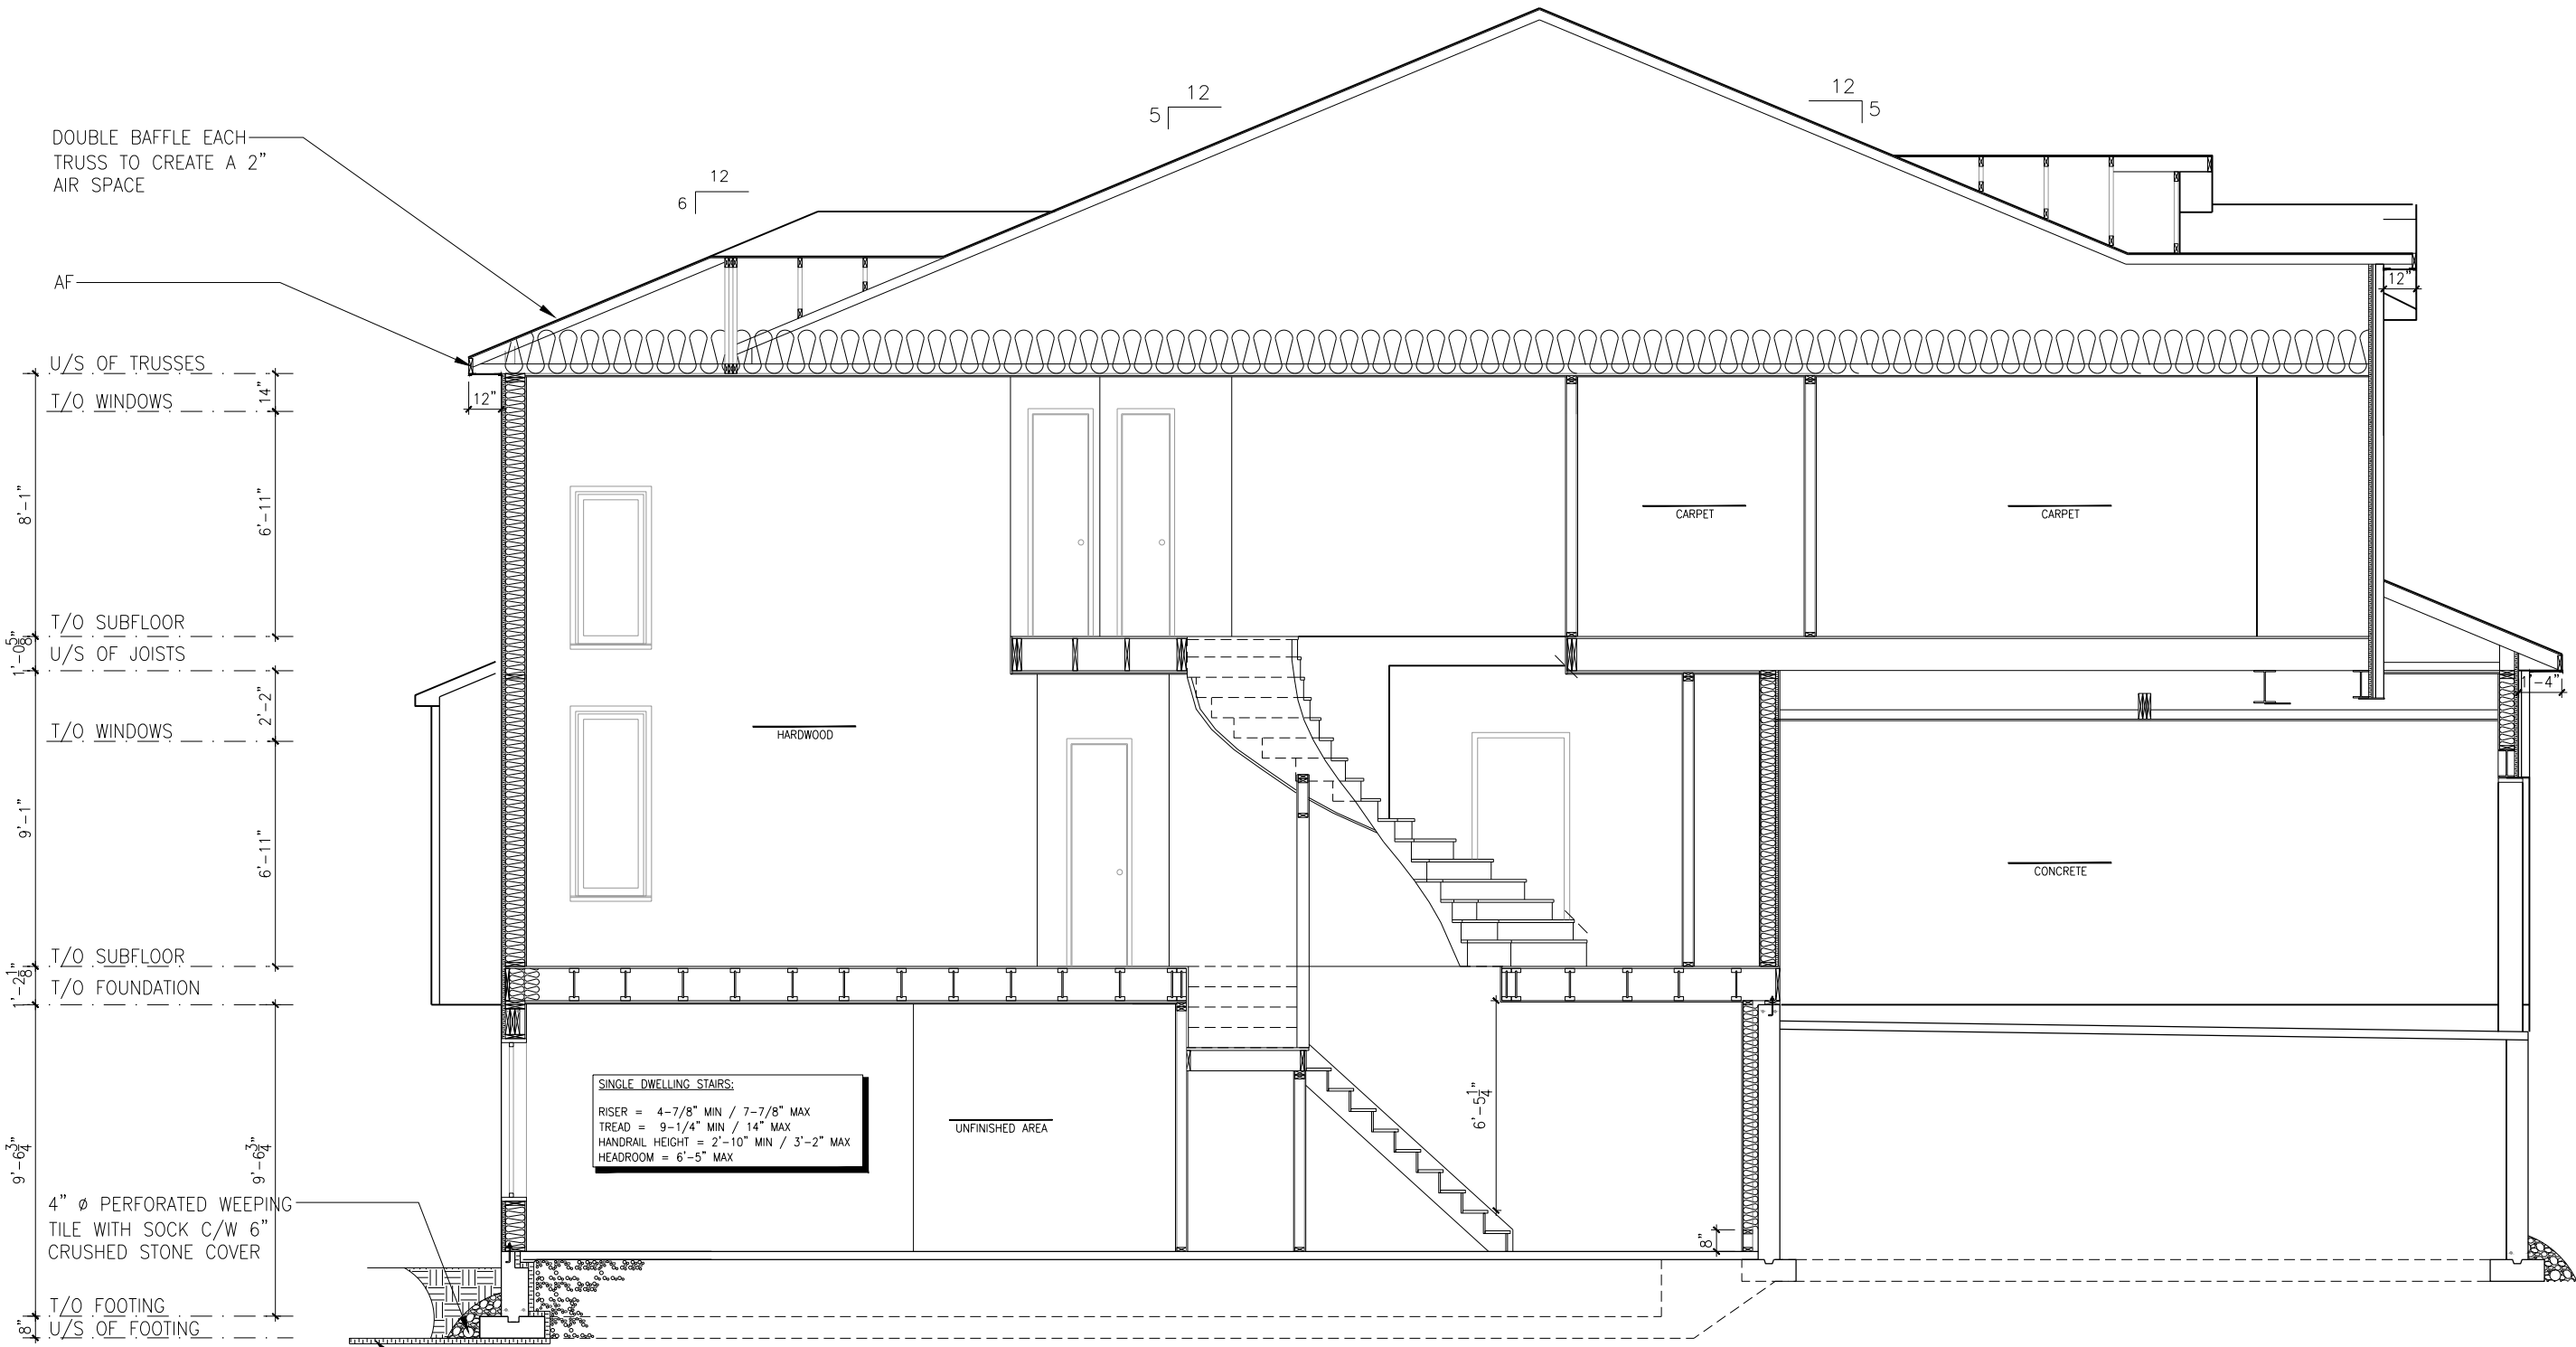 12
5
12
5
DOUBLE BAFFLE EACH
TRUSS TO CREATE A 2"
AIR SPACE
12
6
AF
12"
U/S OF TRUSSES
14"
T/O WINDOWS
12"
8'-1"
6'-11"
CARPET
CARPET
T/O SUBFLOOR
1'-0 5/8"
U/S OF JOISTS
2'-2"
1'-4"
T/O WINDOWS
HARDWOOD
9'-1"
6'-11"
CONCRETE
T/O SUBFLOOR
1'-2 1/8"
T/O FOUNDATION
SINGLE DWELLING STAIRS:
RISER = 4-7/8" MIN / 7-7/8" MAX
TREAD = 9-1/4" MIN / 14" MAX
HANDRAIL HEIGHT = 2'-10" MIN / 3'-2" MAX
HEADROOM = 6'-5" MAX
UNFINISHED AREA
6'-5 1/4"
9'-6 3/4"
9'-6 3/4"
8"
4" ø PERFORATED WEEPING
TILE WITH SOCK C/W 6"
CRUSHED STONE COVER
T/O FOOTING
8"
U/S OF FOOTING